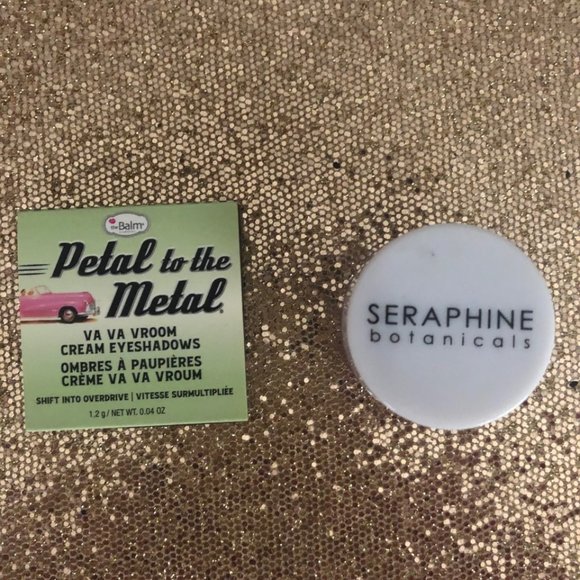 theBalm®
Petal to the
Metal®
VA VA VROOM
CREAM EYESHADOWS
OMBRES À PAUPIÈRES
CRÈME VA VA VROUM
SHIFT INTO OVERDRIVE | VITESSE SURMULTIPLIÉE
1.2 g/ NET WT. 0.04 OZ
SERAPHINE
botanicals